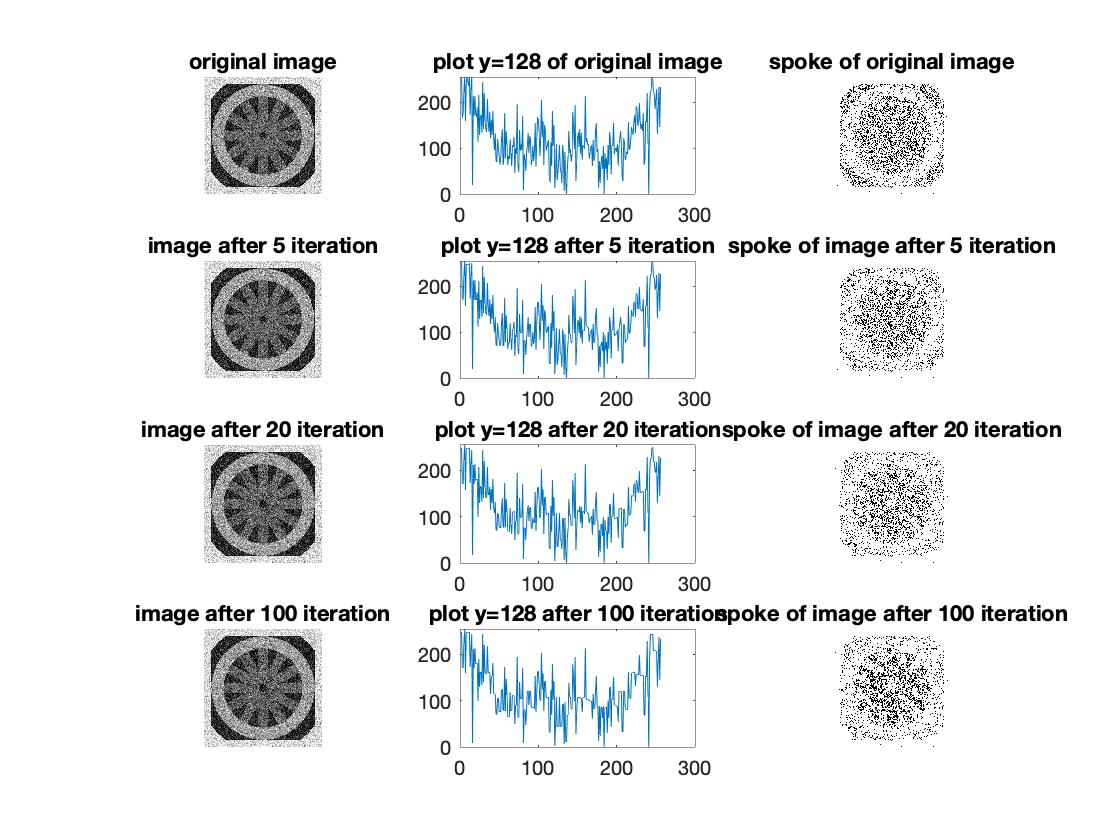 original image
plot y=128 of original image
spoke of original image
200
100
0
0 100 200 300
image after 5 iteration
plot y=128 after 5 iteration
spoke of image after 5 iteration
200
100
0
0 100 200 300
image after 20 iteration
plot y=128 after 20 iteration
spoke of image after 20 iteration
200
100
0
0 100 200 300
image after 100 iteration
plot y=128 after 100 iteration
spoke of image after 100 iteration
200
100
0
0 100 200 300